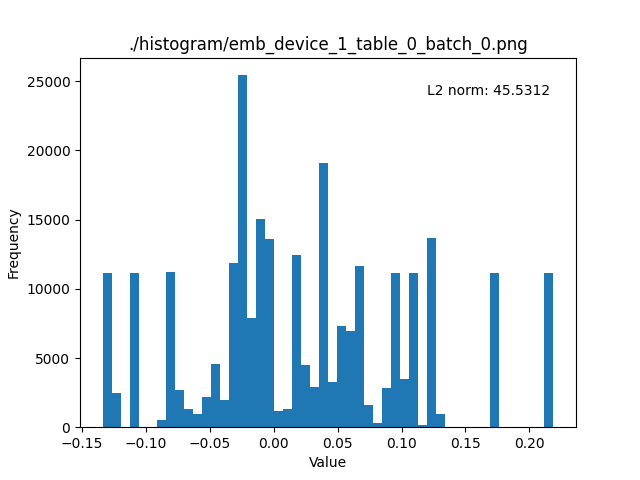 ./histogram/emb_device_1_table_0_batch_0.png
L2 norm: 45.5312
25000
20000
15000
10000
5000
0
Frequency
−0.15 −0.10 −0.05 0.00 0.05 0.10 0.15 0.20
Value